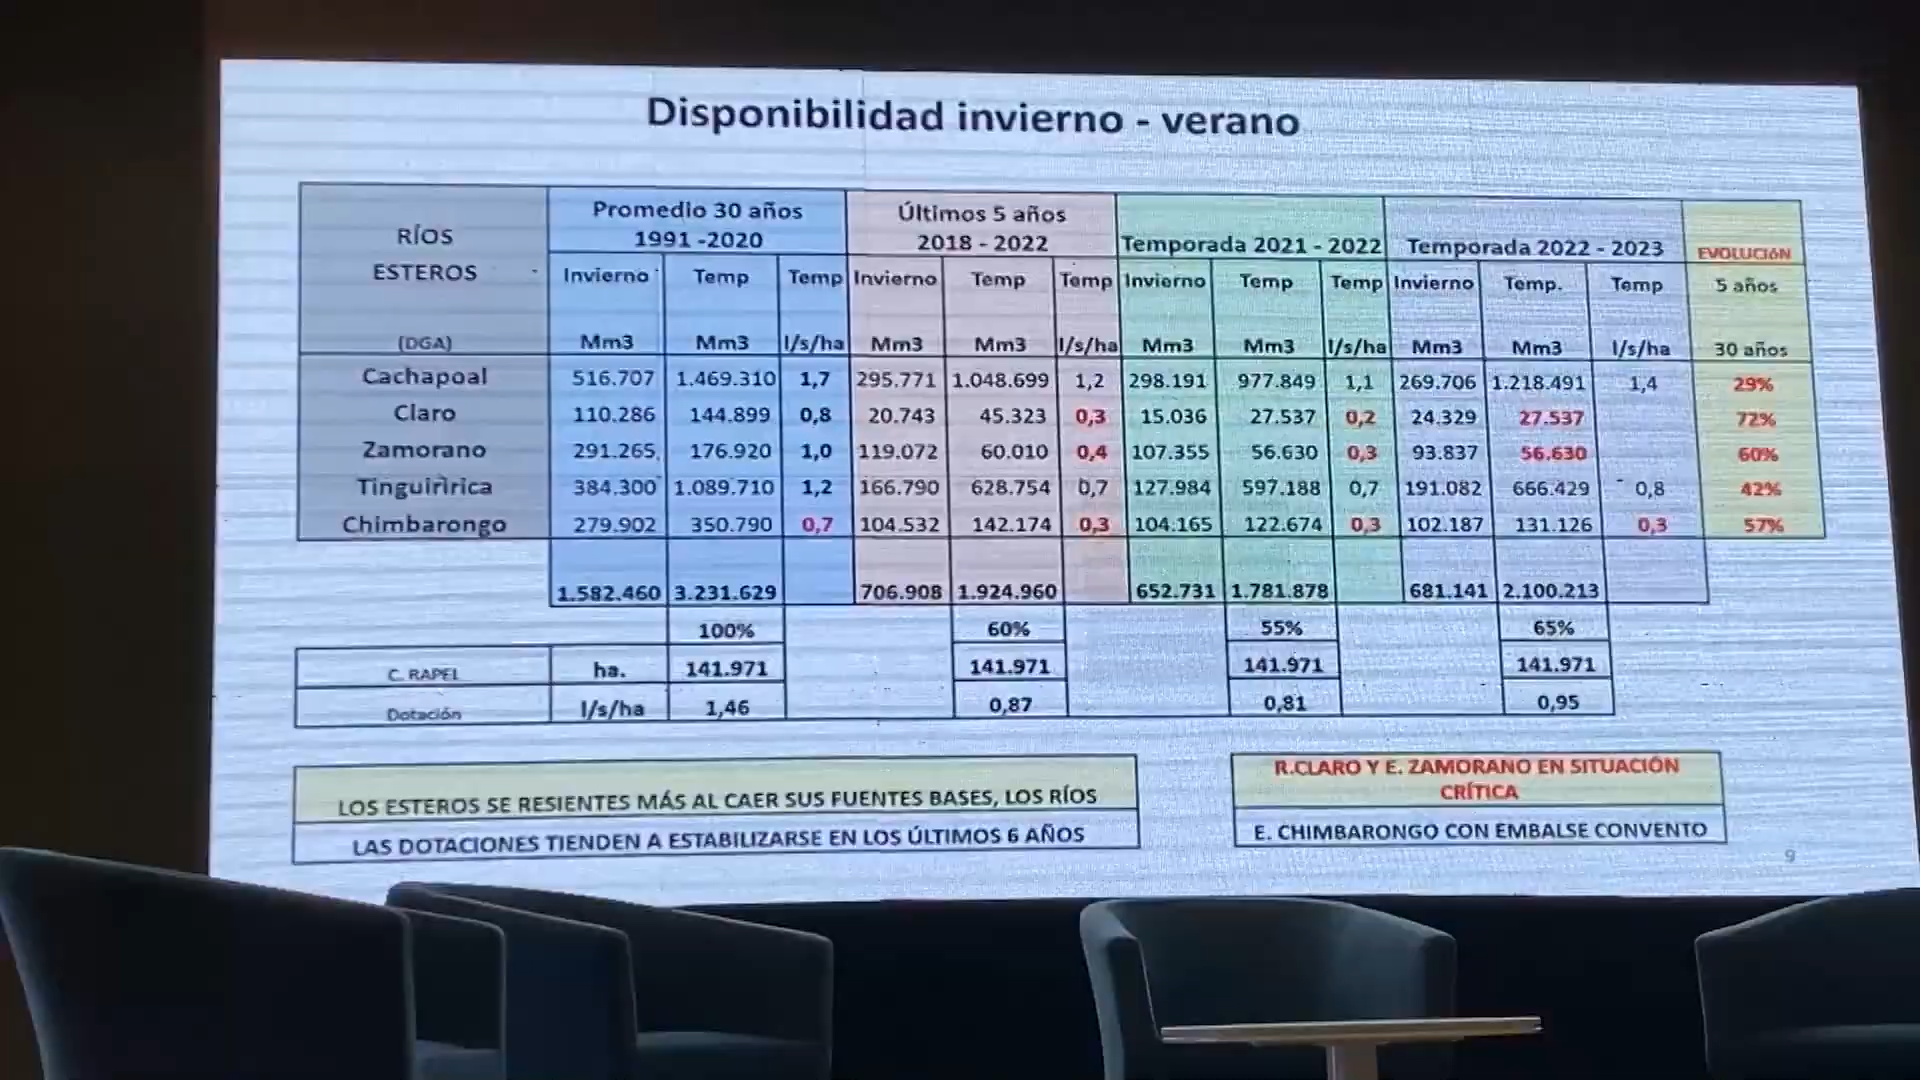 Disponibilidad invierno - verano
RÍOS
ESTEROS
(DGA)
Promedio 30 años
1991 -2020
Últimos 5 años
2018 - 2022
Temporada 2021 - 2022
Temporada 2022 - 2023
EVOLUCIóN
Invierno Temp Temp Invierno Temp Temp Invierno Temp Temp Invierno Temp. Temp 5 años
Mm3 Mm3 l/s/ha Mm3 Mm3 l/s/ha Mm3 Mm3 l/s/ha Mm3 Mm3 l/s/ha 30 años
Cachapoal 516.707 1.469.310 1,7 295.771 1.048.699 1,2 298.191 977.849 1,1 269.706 1.218.491 1,4 29%
Claro 110.286 144.899 0,8 20.743 45.323 0,3 15.036 27.537 0,2 24.329 27.537 72%
Zamorano 291.265 176.920 1,0 119.072 60.010 0,4 107.355 56.630 0,3 93.837 56.630 60%
Tinguiririca 384.300 1.089.710 1,2 166.790 628.754 0,7 127.984 597.188 0,7 191.082 666.429 0,8 42%
Chimbarongo 279.902 350.790 0,7 104.532 142.174 0,3 104.165 122.674 0,3 102.187 131.126 0,3 57%
1.582.460 3.231.629 706.908 1.924.960 652.731 1.781.878 681.141 2.100.213
100% 60% 55% 65%
C. RAPEL ha. 141.971 141.971 141.971 141.971
Dotación l/s/ha 1,46 0,87 0,81 0,95
LOS ESTEROS SE RESIENTES MÁS AL CAER SUS FUENTES BASES, LOS RÍOS
LAS DOTACIONES TIENDEN A ESTABILIZARSE EN LOS ÚLTIMOS 6 AÑOS
R.CLARO Y E. ZAMORANO EN SITUACIÓN
CRÍTICA
E. CHIMBARONGO CON EMBALSE CONVENTO
9